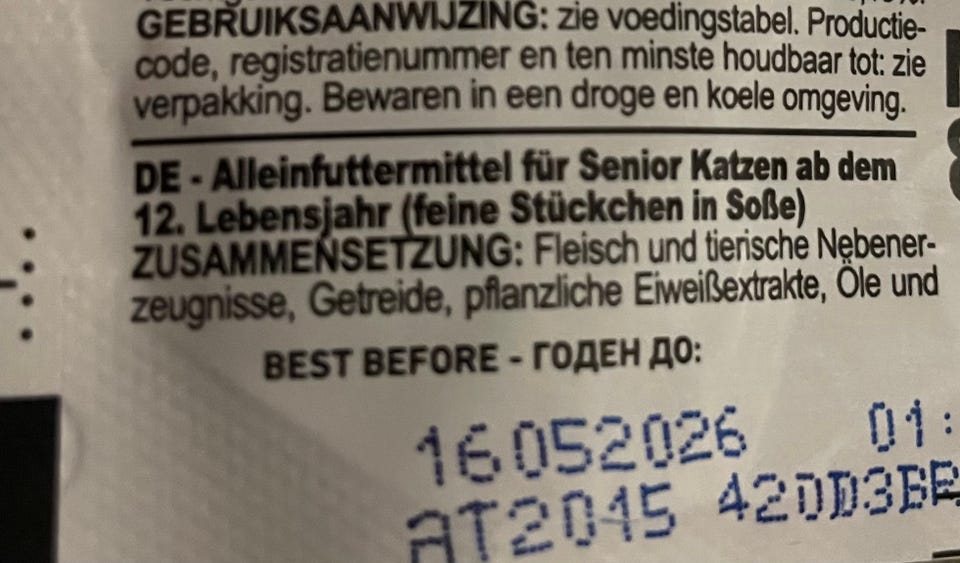 GEBRUIKSAANWIJZING: zie voedingstabel. Productie-
code, registratienummer en ten minste houdbaar tot: zie
verpakking. Bewaren in een droge en koele omgeving.
DE - Alleinfuttermittel für Senior Katzen ab dem
12. Lebensjahr (feine Stückchen in Soße)
ZUSAMMENSETZUNG: Fleisch und tierische Nebener-
zeugnisse, Getreide, pflanzliche Eiweißextrakte, Öle und
BEST BEFORE - ГОДЕН ДО:
16052026 01:
AT2015 420D3BR